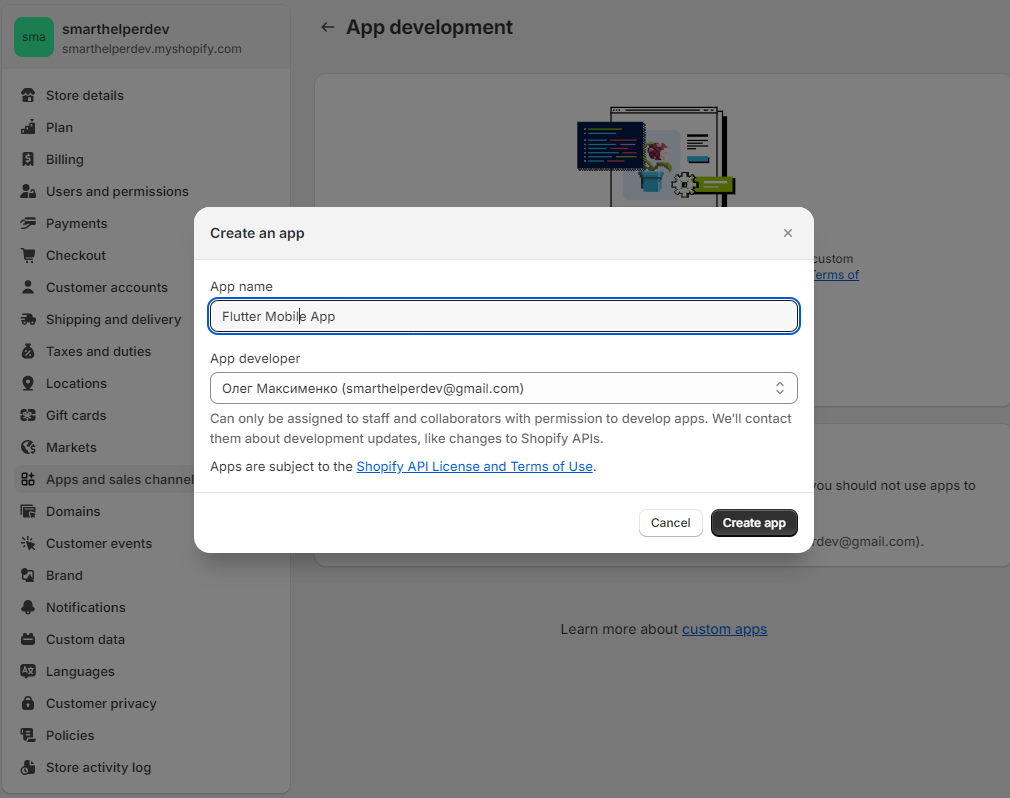 sma
smarthelperdev
smarthelperdev.myshopify.com
Store details
Plan
Billing
Users and permissions
Payments
Checkout
Customer accounts
Shipping and delivery
Taxes and duties
Locations
Gift cards
Markets
Apps and sales channel
Domains
Customer events
Brand
Notifications
Custom data
Languages
Customer privacy
Policies
Store activity log
App development
custom
Terms of
Create an app
App name
Flutter Mobile App
App developer
Олег Максименко (smarthelperdev@gmail.com)
Can only be assigned to staff and collaborators with permission to develop apps. We'll contact
them about development updates, like changes to Shopify APIs.
Apps are subject to the Shopify API License and Terms of Use.
Cancel
Create app
you should not use apps to
rdev@gmail.com).
Learn more about custom apps